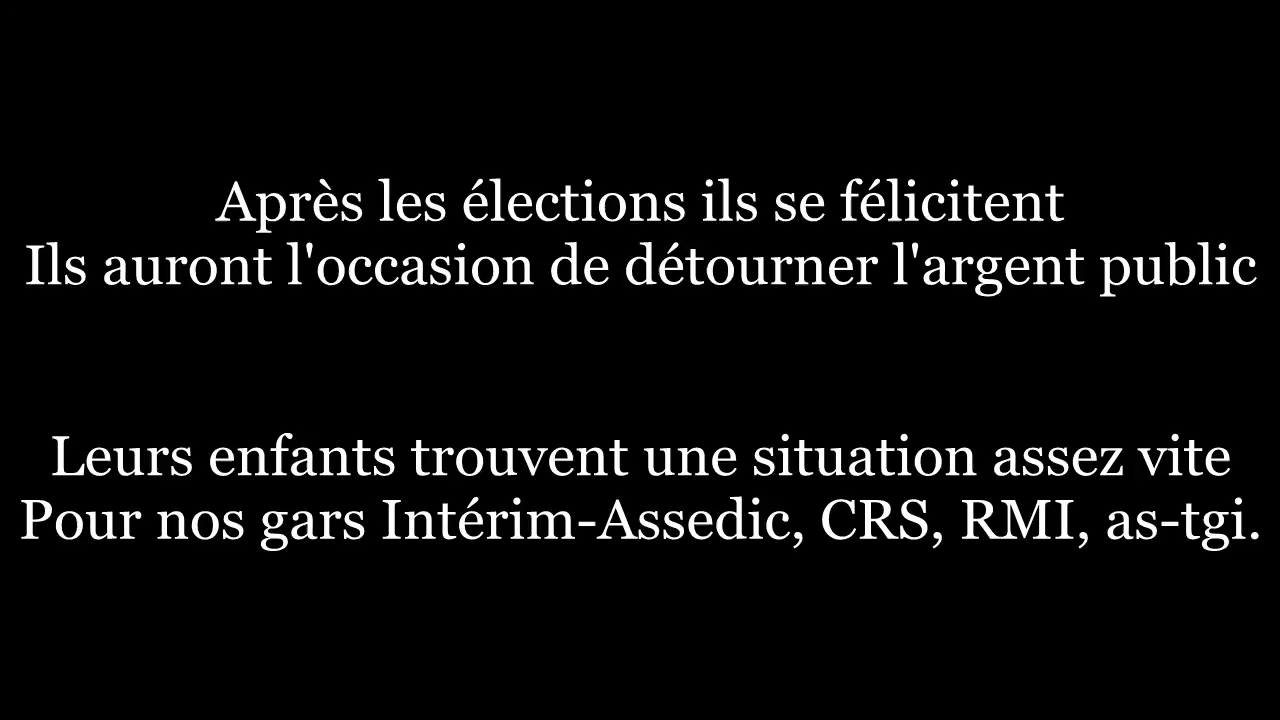 Après les élections ils se félicitent
Ils auront l'occasion de détourner l'argent public
Leurs enfants trouvent une situation assez vite
Pour nos gars Intérim-Assedic, CRS, RMI, as-tgi.